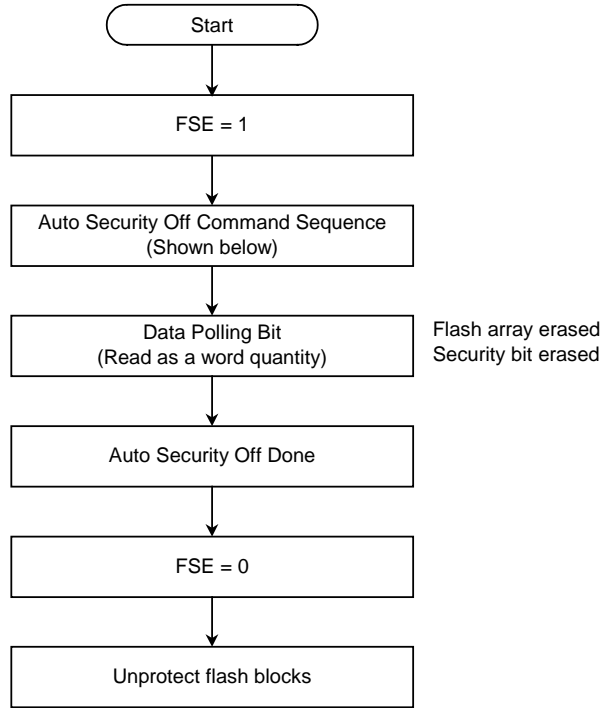 Start
FSE = 1
Auto Security Off Command Sequence
(Shown below)
Data Polling Bit
(Read as a word quantity)
Flash array erased
Security bit erased
Auto Security Off Done
FSE = 0
Unprotect flash blocks